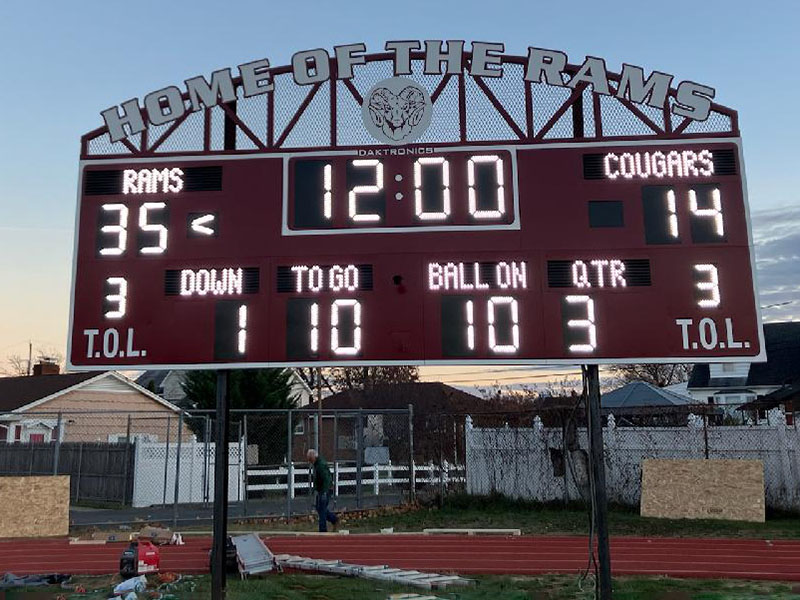 HOME OF THE RAMS
DAKTRONICS
RAMS 12:00 COUGARS
35 < 14
DOWN TO GO BALL ON QTR
3 1 10 10 3 3
T.O.L. T.O.L.